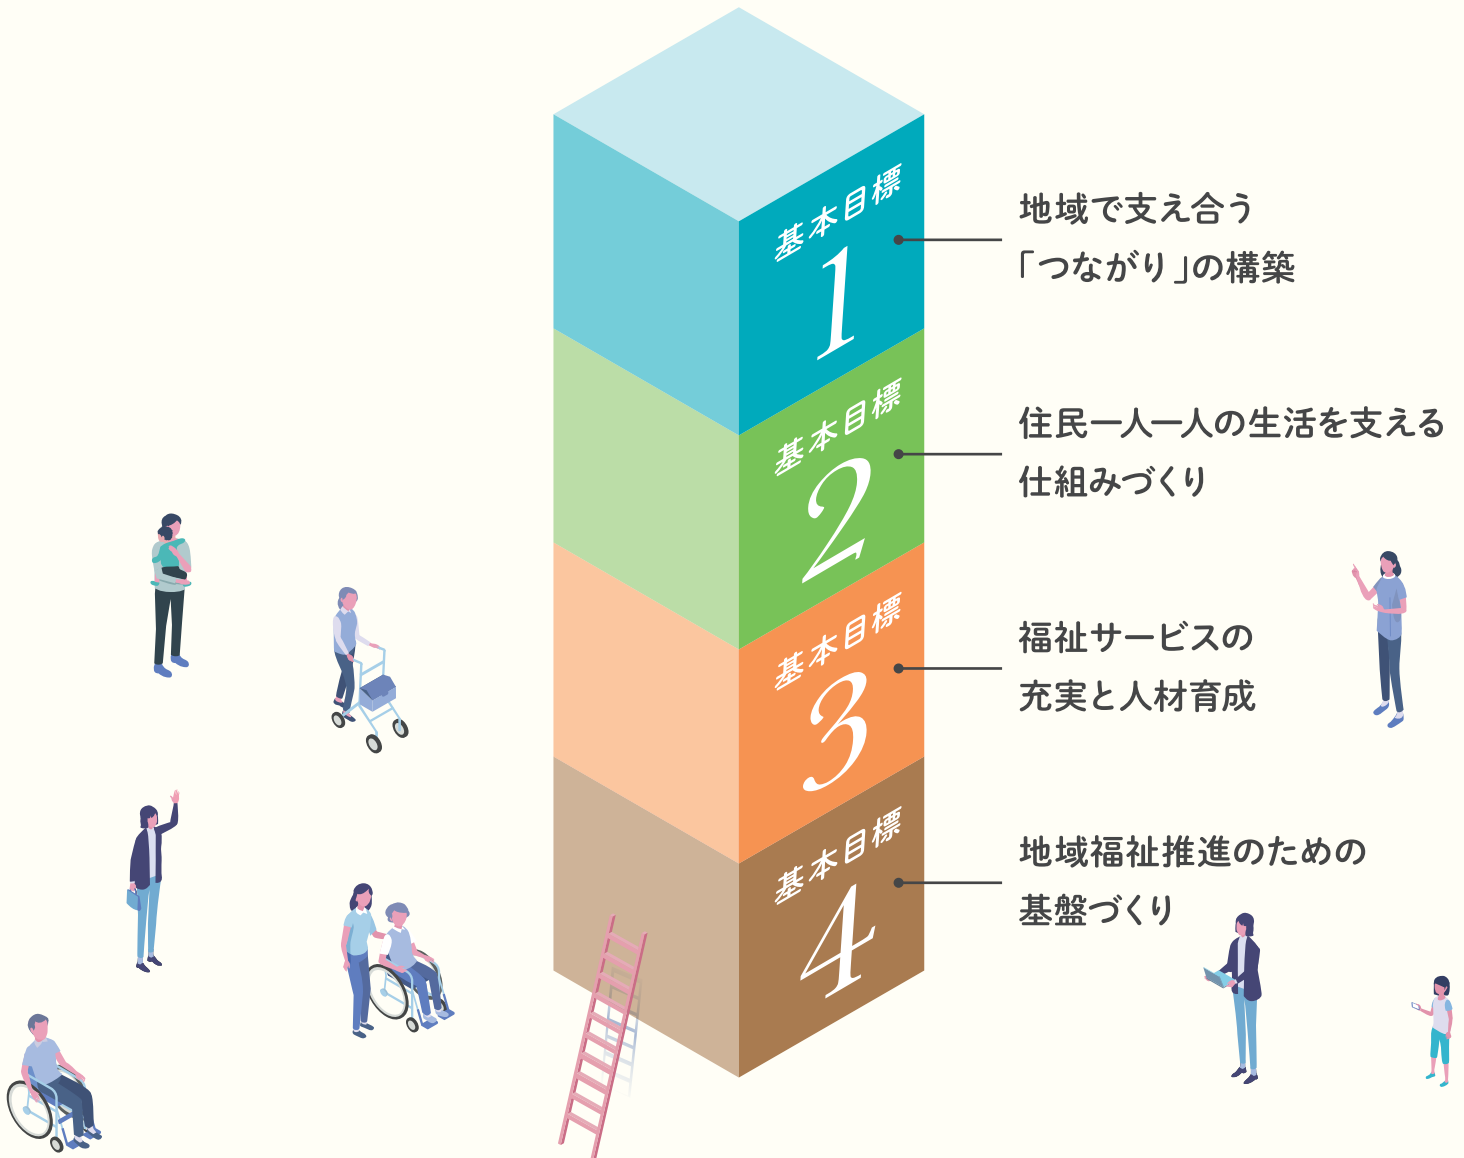 基本目標
1
地域で支え合う
「つながり」の構築
基本目標
2
住民一人一人の生活を支える
仕組みづくり
基本目標
3
福祉サービスの
充実と人材育成
基本目標
4
地域福祉推進のための
基盤づくり